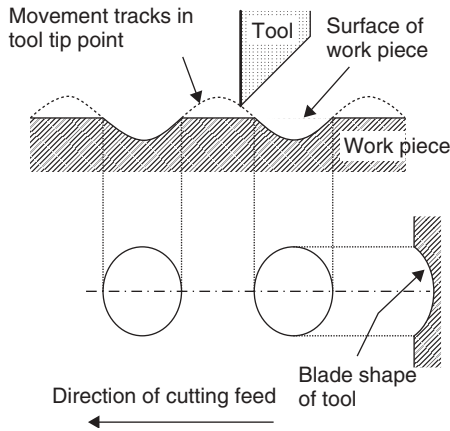 Movement tracks in
tool tip point
Tool
Surface of
work piece
Work piece
Blade shape
of tool
Direction of cutting feed